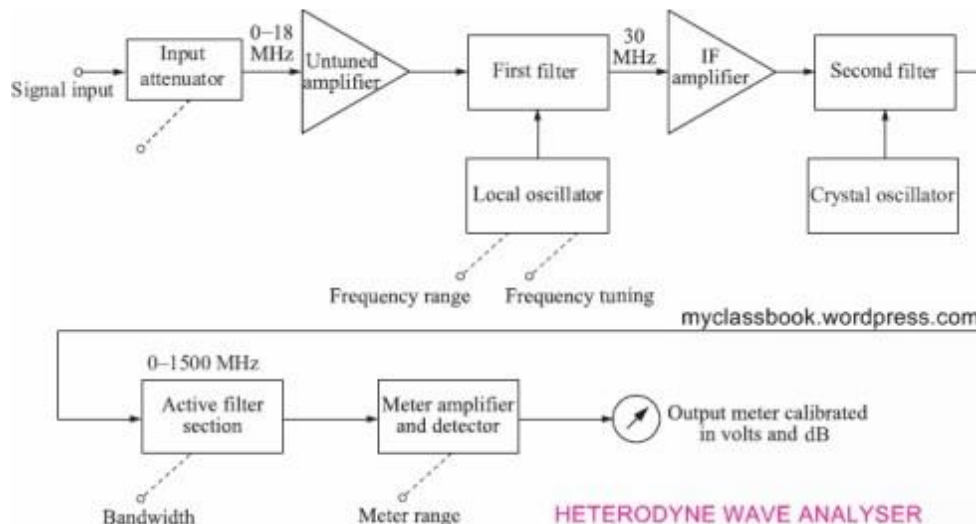 Signal input
Input
attenuator
0–18
MHz
Untuned
amplifier
First filter
30
MHz
IF
amplifier
Second filter
Local oscillator
Crystal oscillator
Frequency range
Frequency tuning
myclassbook.wordpress.com
0–1500 MHz
Active filter
section
Meter amplifier
and detector
Output meter calibrated
in volts and dB
Bandwidth
Meter range
HETERODYNE WAVE ANALYSER